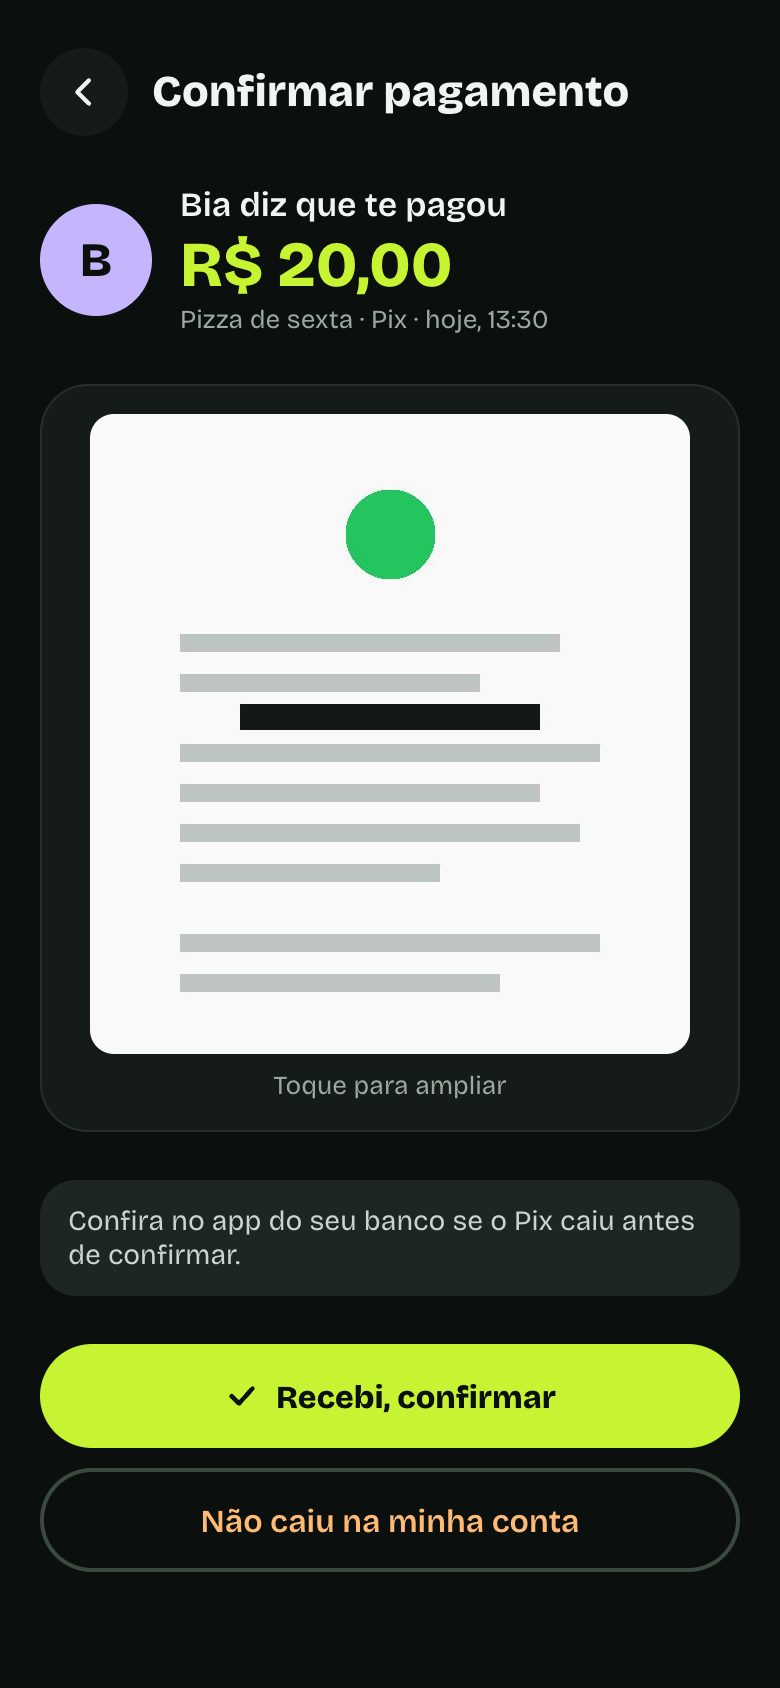 Confirmar pagamento
B
Bia diz que te pagou
R$ 20,00
Pizza de sexta · Pix · hoje, 13:30
Toque para ampliar
Confira no app do seu banco se o Pix caiu antes
de confirmar.
Recebi, confirmar
Não caiu na minha conta